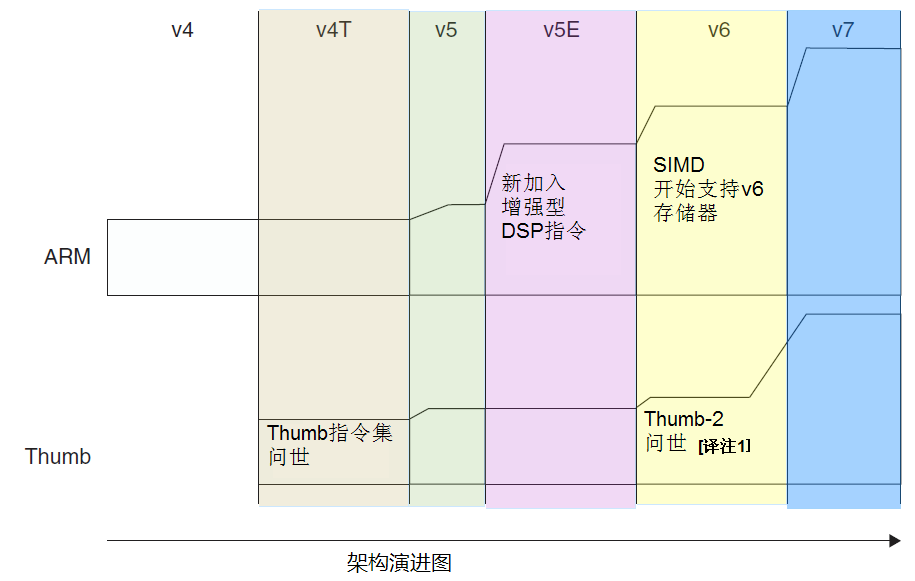 v4
v4T
v5
v5E
v6
v7
新加入
增强型
DSP指令
SIMD
开始支持v6
存储器
ARM
Thumb指令集
问世
Thumb-2
问世 [译注1]
Thumb
架构演进图